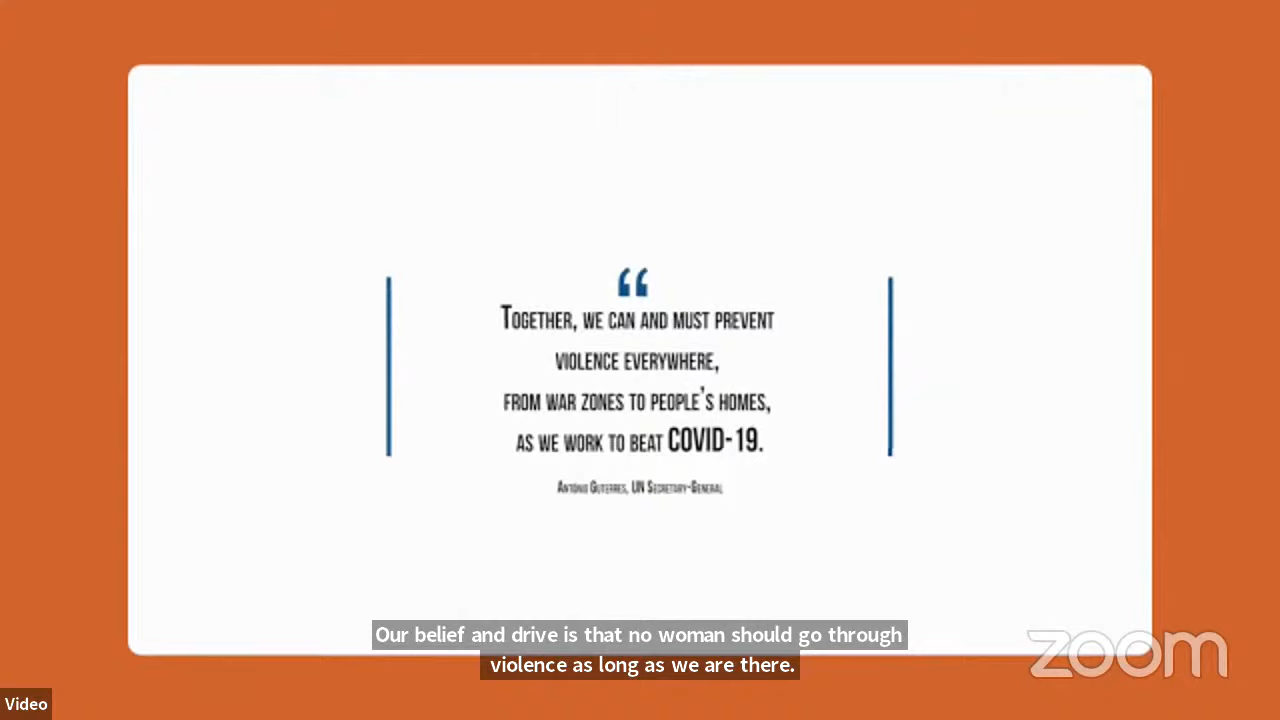 “
Together, we can and must prevent
violence everywhere,
from war zones to people's homes,
as we work to beat COVID-19.
António Guterres, UN Secretary-General
Our belief and drive is that no woman should go through
violence as long as we are there.
zoom
Video